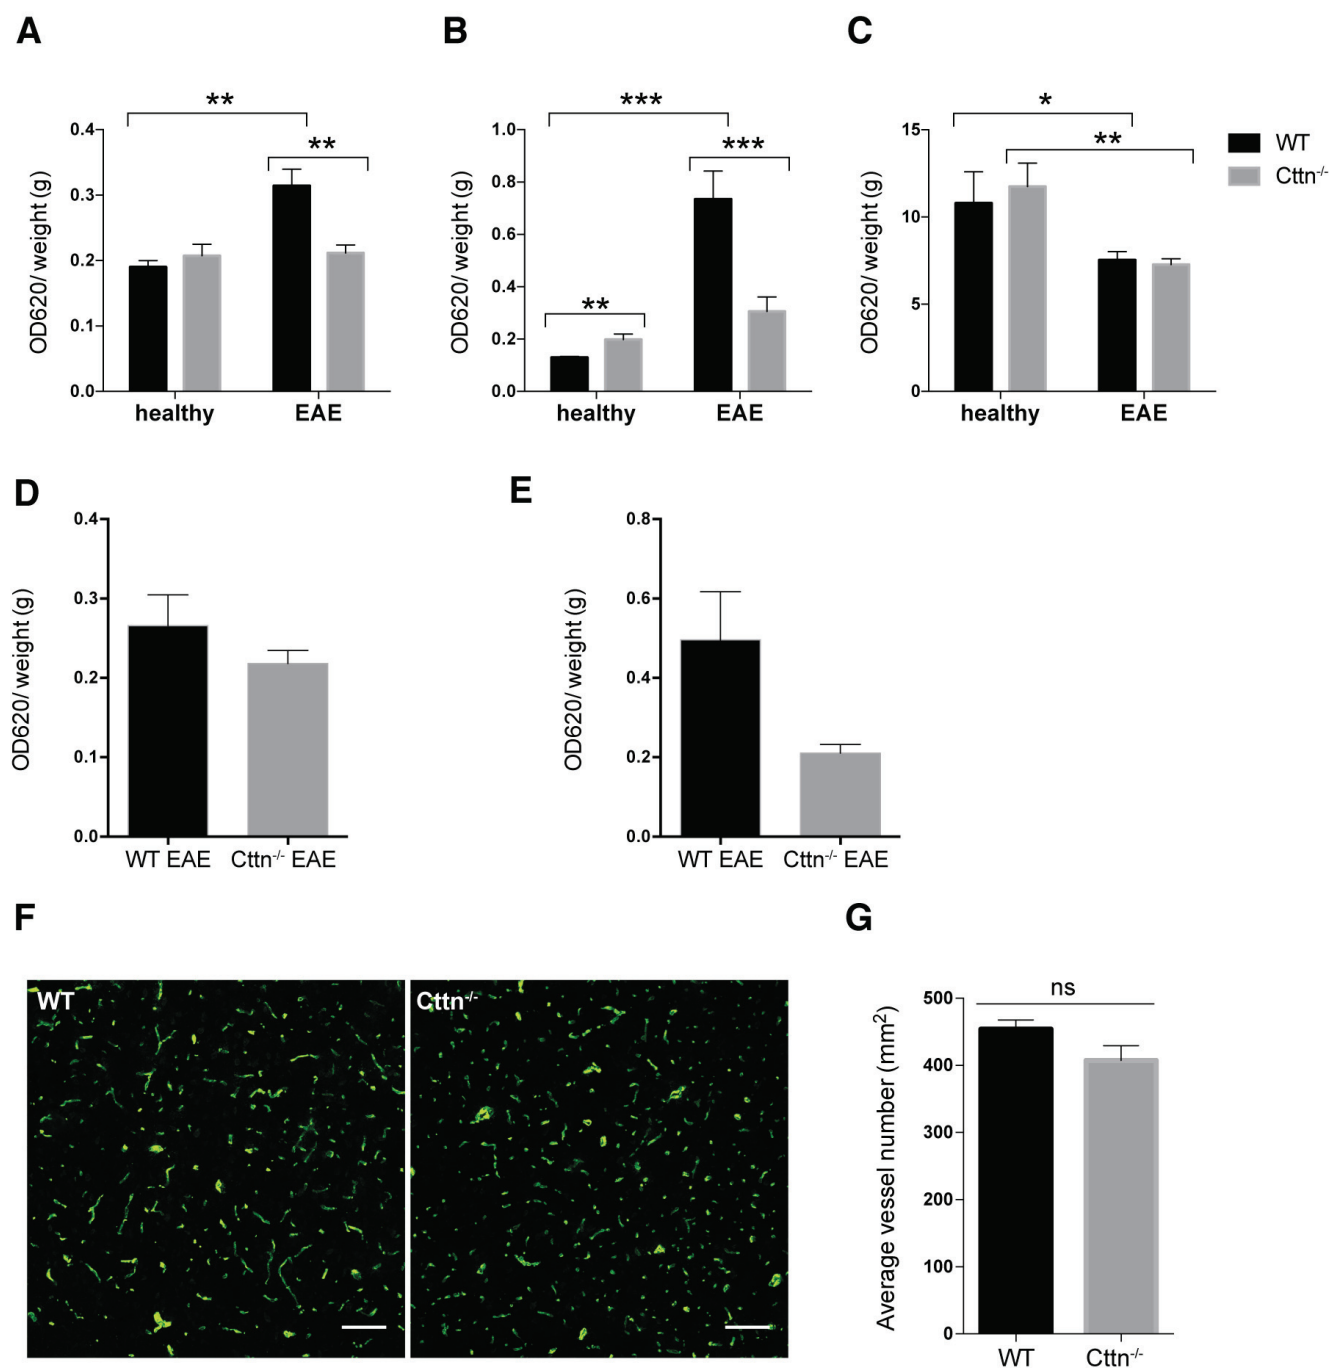 A
B
C
**
***
*
**
***
**
WT
Cttn-/-
0.4
0.3
0.2
0.1
0.0
OD620/ weight (g)
healthy
EAE
1.0
0.8
0.6
0.4
0.2
0.0
OD620/ weight (g)
**
healthy
EAE
15
10
5
0
OD620/ weight (g)
healthy
EAE
D
E
0.4
0.3
0.2
0.1
0.0
OD620/ weight (g)
WT EAE
Cttn-/- EAE
0.8
0.6
0.4
0.2
0.0
OD620/ weight (g)
WT EAE
Cttn-/- EAE
F
G
WT
Cttn-/-
ns
500
400
300
200
100
0
Average vessel number (mm2)
WT
Cttn-/-